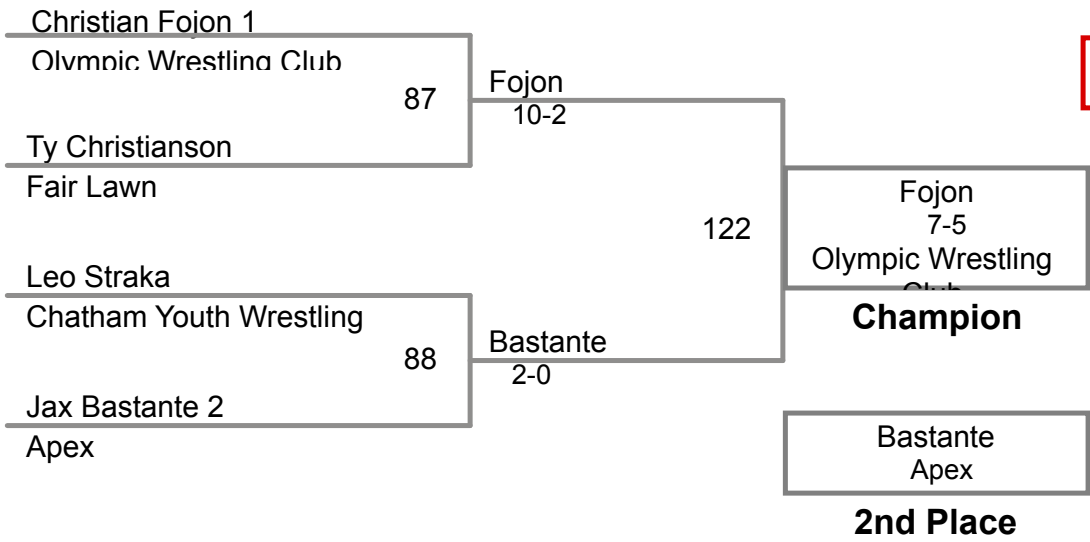 Christian Fojon 1
Olympic Wrestling Club
87
Fojon
10-2
Ty Christianson
Fair Lawn
122
Fojon
7-5
Olympic Wrestling
Club
Champion
Leo Straka
Chatham Youth Wrestling
88
Bastante
2-0
Jax Bastante 2
Apex
Bastante
Apex
2nd Place